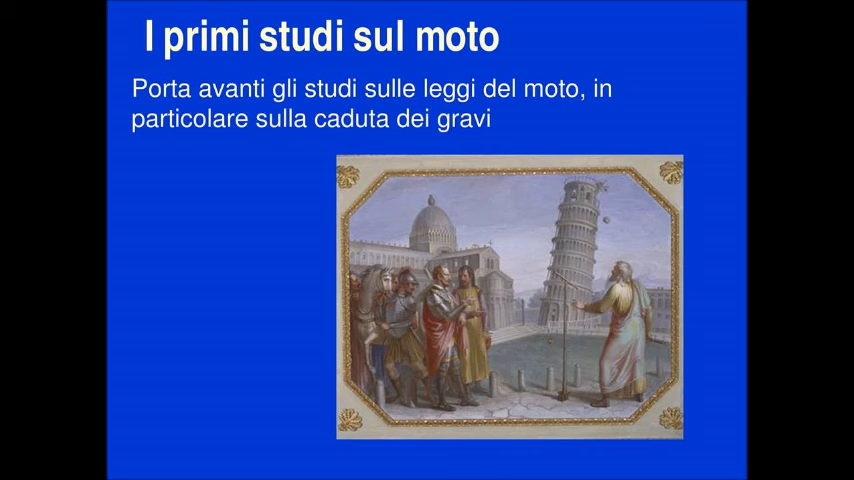 I primi studi sul moto
Porta avanti gli studi sulle leggi del moto, in
particolare sulla caduta dei gravi